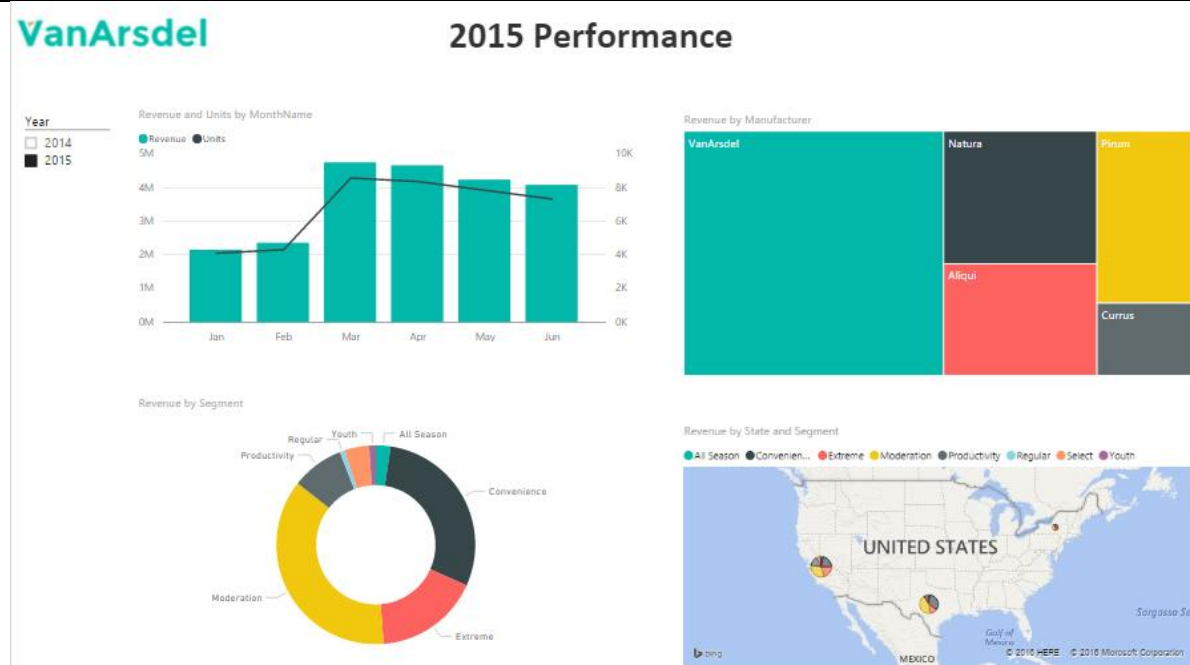 VanArsdel
2015 Performance
Year
2014
2015
Revenue and Units by MonthName
Revenue Units
5M
4M
3M
2M
1M
0M
10K
8K
6K
4K
2K
0K
Jan Feb Mar Apr May Jun
Revenue by Manufacturer
VanArsdel
Natura
Pirum
Aliqui
Currus
Revenue by Segment
Youth
All Season
Regular
Productivity
Convenience
Moderation
Extreme
Revenue by State and Segment
All Season Convenien... Extreme Moderation Productivity Regular Select Youth
UNITED STATES
Sargasso Se
Gulf of
Mexico
MEXICO
bing
© 2016 HERE © 2016 Microsoft Corporation